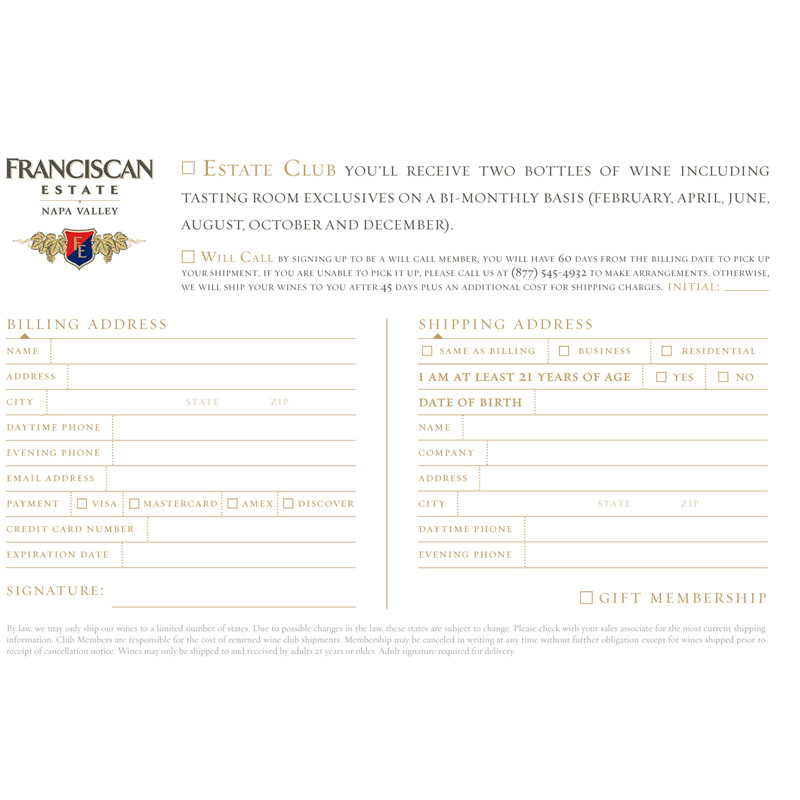 FRANCISCAN
ESTATE
NAPA VALLEY
FE
ESTATE CLUB YOU'LL RECEIVE TWO BOTTLES OF WINE INCLUDING
TASTING ROOM EXCLUSIVES ON A BI-MONTHLY BASIS (FEBRUARY, APRIL, JUNE,
AUGUST, OCTOBER AND DECEMBER).
WILL CALL BY SIGNING UP TO BE A WILL CALL MEMBER, YOU WILL HAVE 60 DAYS FROM THE BILLING DATE TO PICK UP
YOUR SHIPMENT. IF YOU ARE UNABLE TO PICK IT UP, PLEASE CALL US AT (877) 545-4932 TO MAKE ARRANGEMENTS. OTHERWISE,
WE WILL SHIP YOUR WINES TO YOU AFTER 45 DAYS PLUS AN ADDITIONAL COST FOR SHIPPING CHARGES. INITIAL:
BILLING ADDRESS
NAME
ADDRESS
CITY STATE ZIP
DAYTIME PHONE
EVENING PHONE
EMAIL ADDRESS
PAYMENT VISA MASTERCARD AMEX DISCOVER
CREDIT CARD NUMBER
EXPIRATION DATE
SIGNATURE:
SHIPPING ADDRESS
SAME AS BILLING BUSINESS RESIDENTIAL
I AM AT LEAST 21 YEARS OF AGE YES NO
DATE OF BIRTH
NAME
COMPANY
ADDRESS
CITY STATE ZIP
DAYTIME PHONE
EVENING PHONE
GIFT MEMBERSHIP
By law, we may only ship our wines to a limited number of states. Due to possible changes in the law, these states are subject to change. Please check with your sales associate for the most current shipping
information. Club Members are responsible for the cost of returned wine club shipments. Membership may be canceled in writing at any time without further obligation except for wines shipped prior to
receipt of cancellation notice. Wines may only be shipped to and received by adults 21 years or older. Adult signature required for delivery.